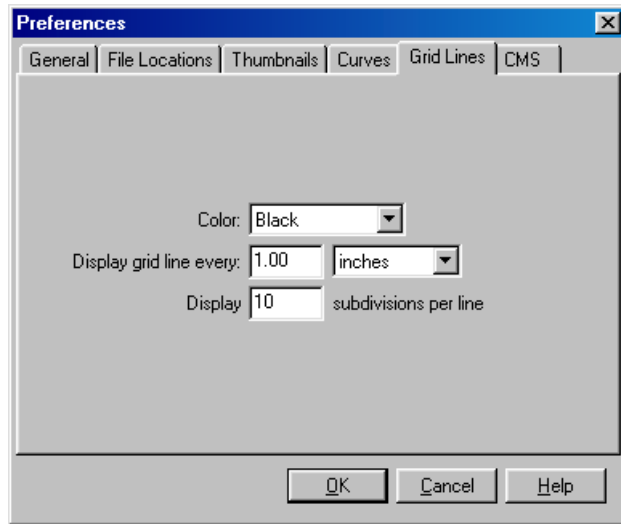 Preferences
General File Locations Thumbnails Curves Grid Lines CMS
Color: Black
Display grid line every: 1.00 inches
Display 10 subdivisions per line
OK Cancel Help